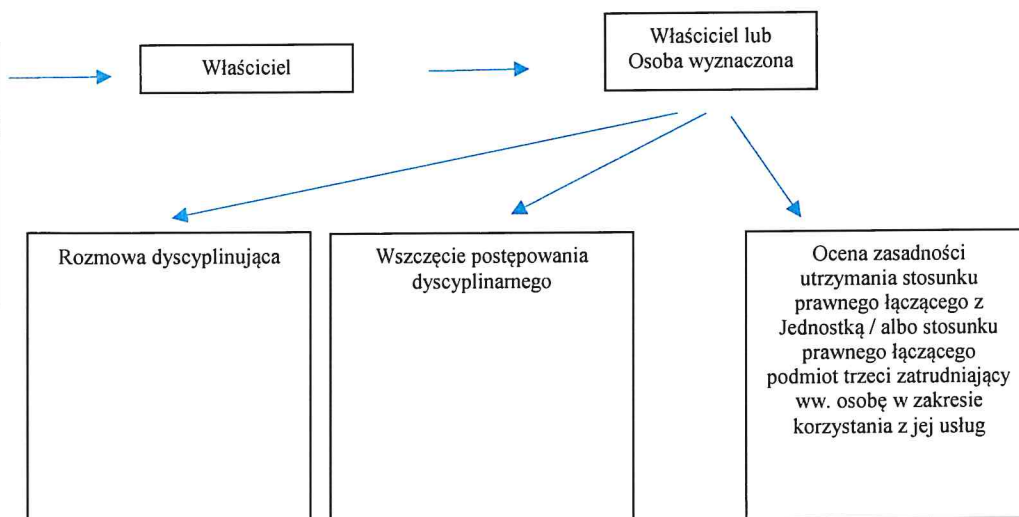 Właściciel
Właściciel lub
Osoba wyznaczona
Rozmowa dyscyplinująca
Wszczęcie postępowania
dyscyplinarnego
Ocena zasadności
utrzymania stosunku
prawnego łączącego z
Jednostką / albo stosunku
prawnego łączącego
podmiot trzeci zatrudniający
ww. osobę w zakresie
korzystania z jej usług